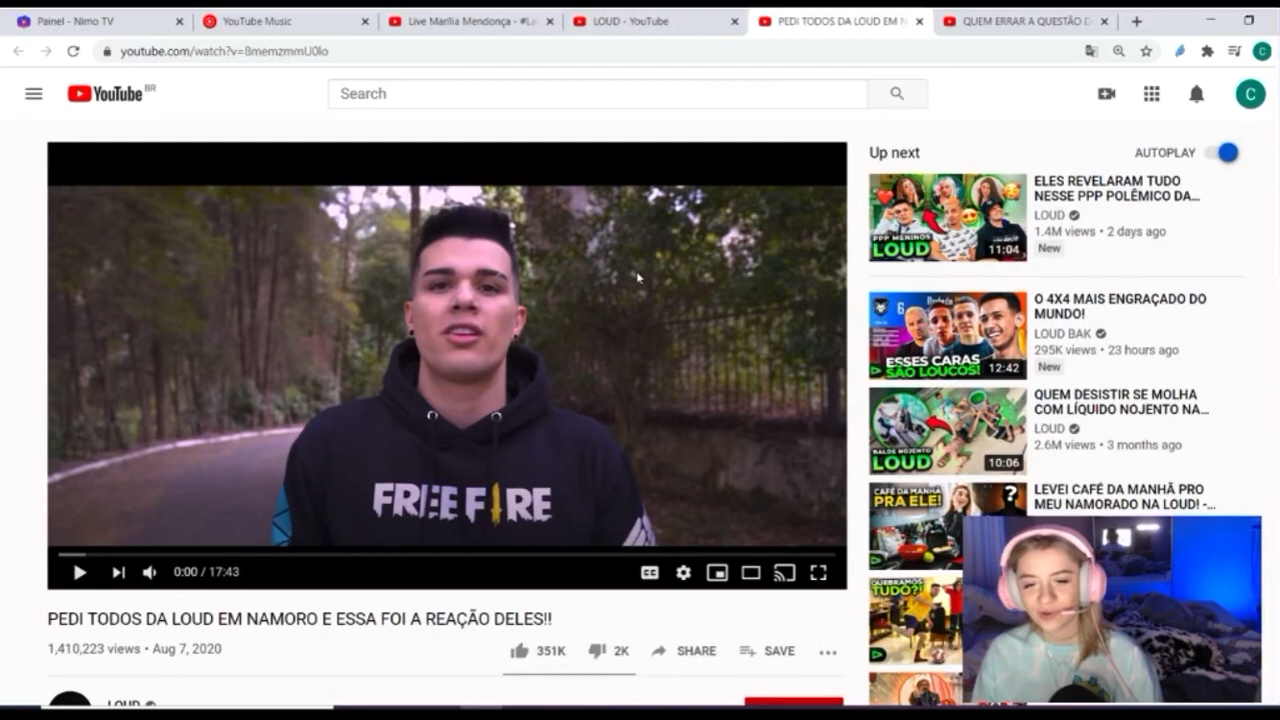 Painel - Nimo TV
YouTube Music
Live Marília Mendonça - #La
LOUD - YouTube
PEDI TODOS DA LOUD EM N
QUEM ERRAR A QUESTÃO D
youtube.com/watch?v=8memzmmU0lo
C
YouTube BR
Search
C
FREE FIRE
0:00 / 17:43
CC
PEDI TODOS DA LOUD EM NAMORO E ESSA FOI A REAÇÃO DELES!!
1,410,223 views • Aug 7, 2020
351K
2K
SHARE
SAVE
LOUD
Up next
AUTOPLAY
PPP MENINOS
LOUD
11:04
ELES REVELARAM TUDO
NESSE PPP POLÊMICO DA...
LOUD
1.4M views • 2 days ago
New
6
ESSES CARAS
SÃO LOUCOS!
12:42
O 4X4 MAIS ENGRAÇADO DO
MUNDO!
LOUD BAK
295K views • 23 hours ago
New
BALDE NOJENTO
LOUD
10:06
QUEM DESISTIR SE MOLHA
COM LÍQUIDO NOJENTO NA...
LOUD
2.6M views • 3 months ago
CAFÉ DA MANHÃ
PRA ELE!
?
LEVEI CAFÉ DA MANHÃ PRO
MEU NAMORADO NA LOUD! -...
QUEBRAMOS
TUDO?!